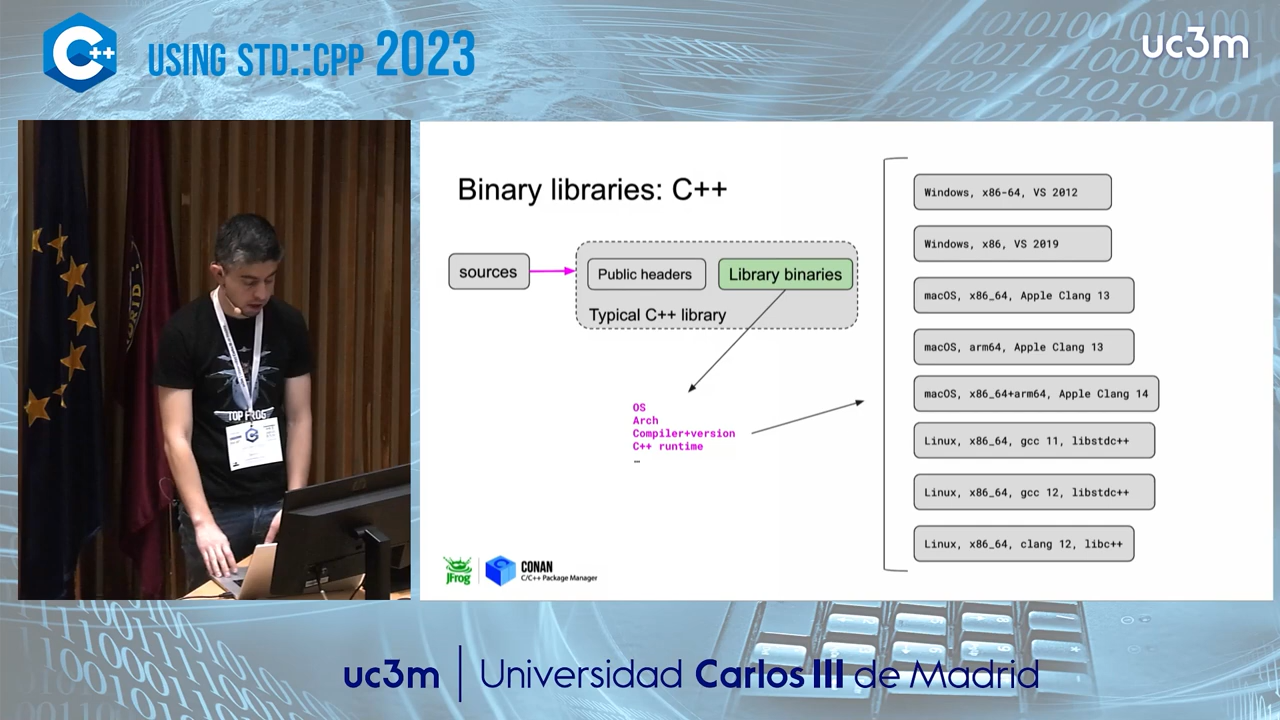 USING STD::CPP 2023
uc3m
Binary libraries: C++
sources
Public headers
Library binaries
Typical C++ library
OS
Arch
Compiler+version
C++ runtime
…
Windows, x86-64, VS 2012
Windows, x86, VS 2019
macOS, x86_64, Apple Clang 13
macOS, arm64, Apple Clang 13
macOS, x86_64+arm64, Apple Clang 14
Linux, x86_64, gcc 11, libstdc++
Linux, x86_64, gcc 12, libstdc++
Linux, x86_64, clang 12, libc++
JFrog
CONAN
C/C++ Package Manager
TOP FROG
uc3m | Universidad Carlos III de Madrid